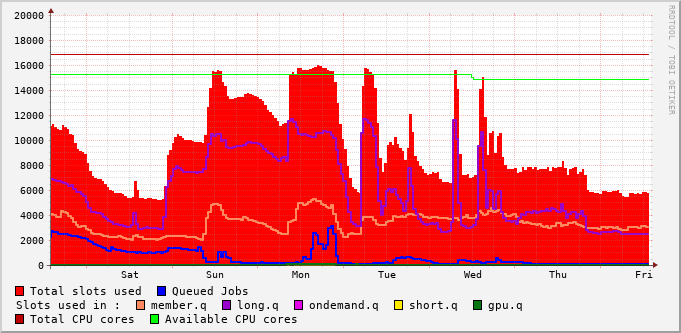 20000
18000
16000
14000
12000
10000
8000
6000
4000
2000
0
Sat Sun Mon Tue Wed Thu Fri
RRDTOOL / TOBI OETIKER
Total slots used Queued Jobs
Slots used in : member.q long.q ondemand.q short.q gpu.q
Total CPU cores Available CPU cores